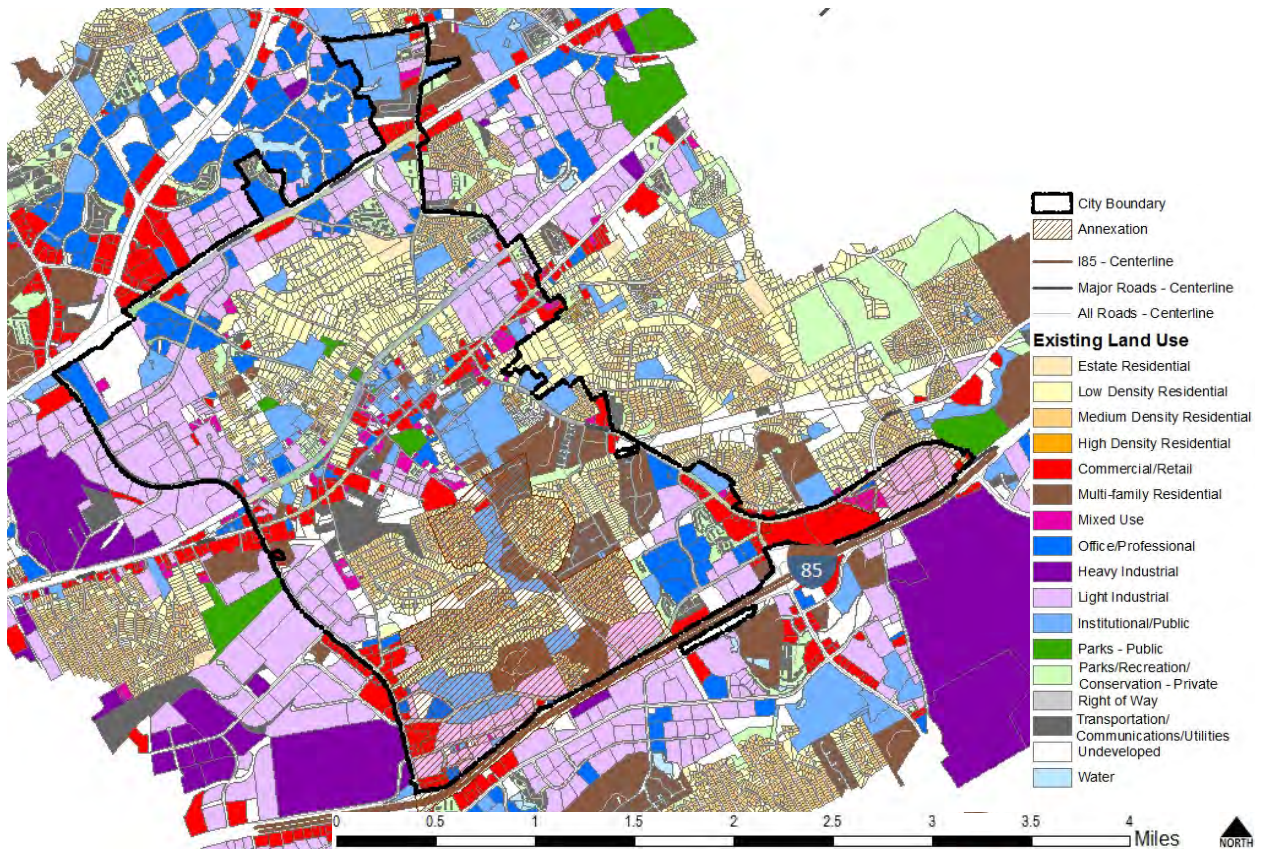 City Boundary
Annexation
I85 - Centerline
Major Roads - Centerline
All Roads - Centerline
Existing Land Use
Estate Residential
Low Density Residential
Medium Density Residential
High Density Residential
Commercial/Retail
Multi-family Residential
Mixed Use
Office/Professional
Heavy Industrial
Light Industrial
Institutional/Public
Parks - Public
Parks/Recreation/
Conservation - Private
Right of Way
Transportation/
Communications/Utilities
Undeveloped
Water
85
0 0.5 1 1.5 2 2.5 3 3.5 4
Miles
NORTH